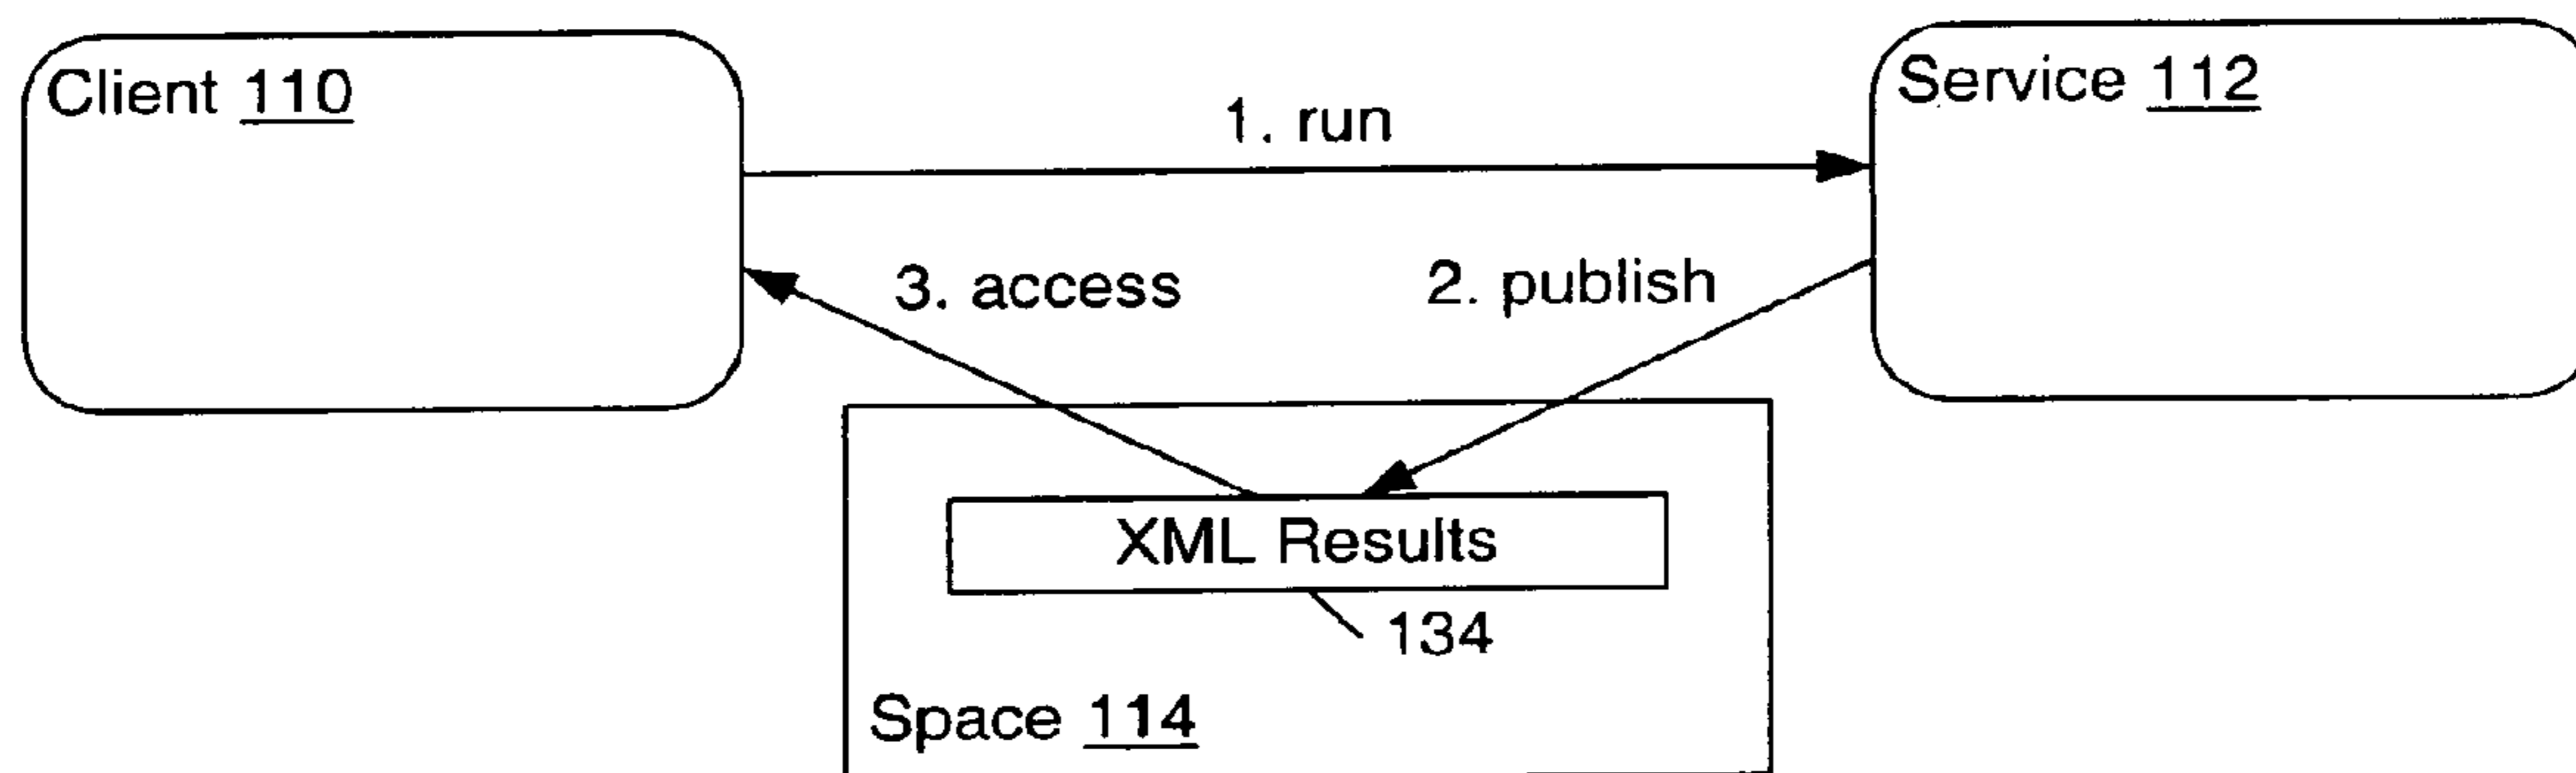 Client 110
Service 112
1. run
3. access
2. publish
XML Results
134
Space 114